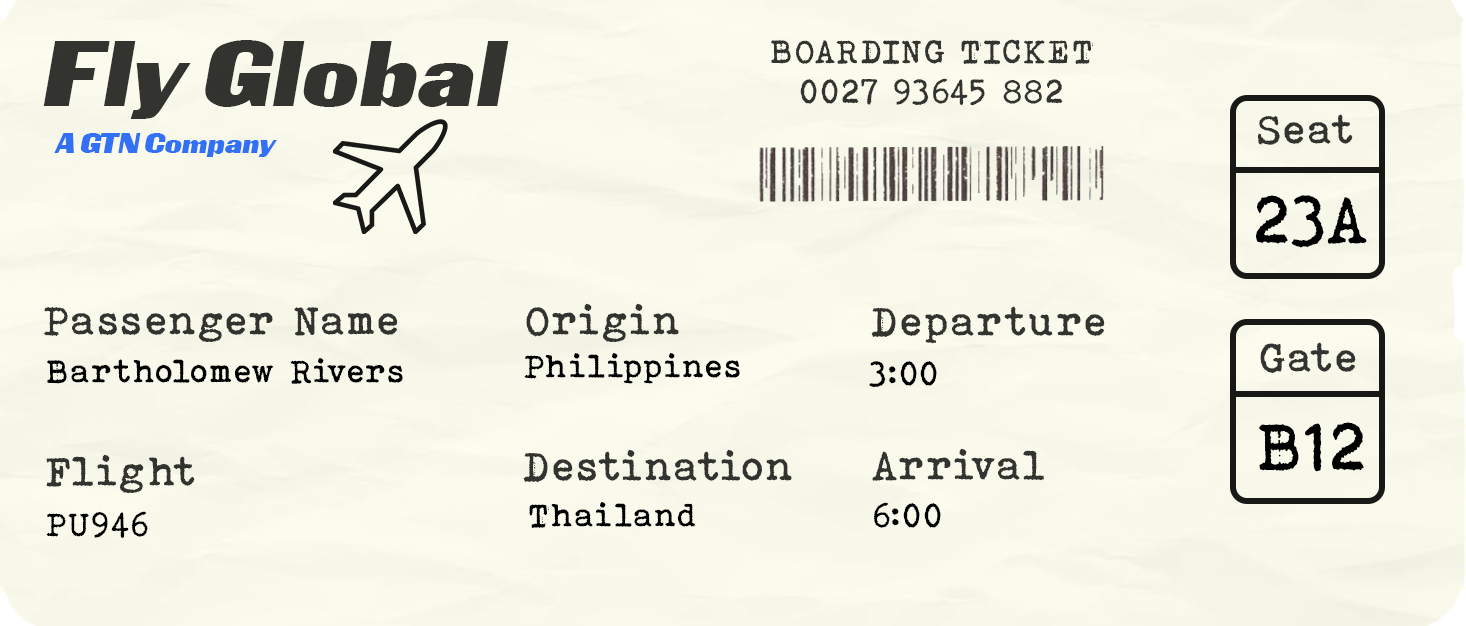 Fly Global
A GTN Company
BOARDING TICKET
0027 93645 882
Seat
23A
Passenger Name
Bartholomew Rivers
Origin
Philippines
Departure
3:00
Gate
B12
Flight
PU946
Destination
Thailand
Arrival
6:00